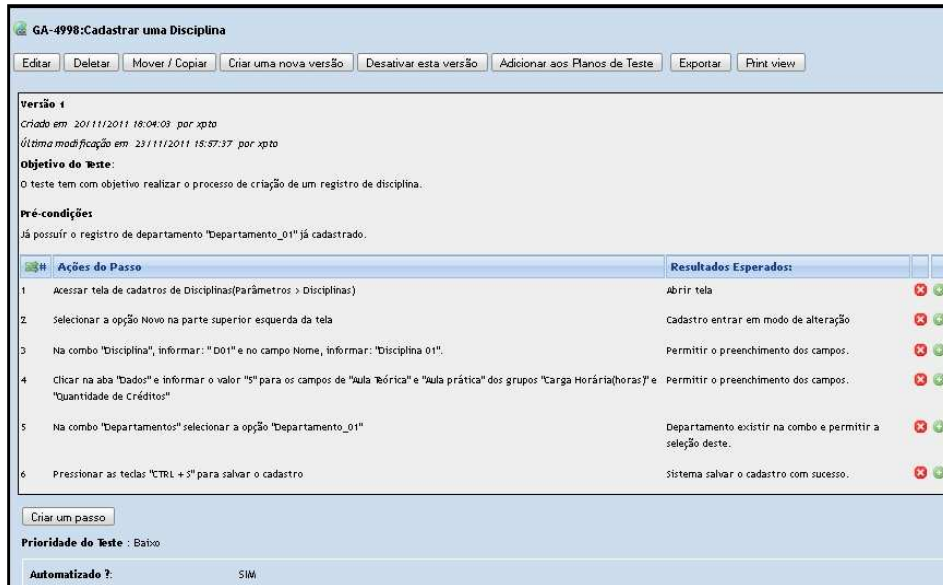 GA-4998:Cadastrar uma Disciplina
Editar Deletar Mover / Copiar Criar uma nova versão Desativar esta versão Adicionar aos Planos de Teste Exportar Print view
Versão 1
Criado em 20/11/2011 18:04:03 por xpto
Última modificação em 23/11/2011 15:57:37 por xpto
Objetivo do Teste:
O teste tem com objetivo realizar o processo de criação de um registro de disciplina.
Pré-condições
Já possuír o registro de departamento "Departamento_01" já cadastrado.
# Ações do Passo Resultados Esperados:
1 Acessar tela de cadatros de Disciplinas(Parâmetros > Disciplinas) Abrir tela
2 Selecionar a opção Novo na parte superior esquerda da tela Cadastro entrar em modo de alteração
3 Na combo "Disciplina", informar: " D01" e no campo Nome, informar: "Disciplina 01". Permitir o preenchimento dos campos.
4 Clicar na aba "Dados" e informar o valor "5" para os campos de "Aula Teórica" e "Aula prática" dos grupos "Carga Horária(horas)" e Permitir o preenchimento dos campos.
"Quantidade de Créditos"
5 Na combo "Departamentos" selecionar a opção "Departamento_01" Departamento existir na combo e permitir a
seleção deste.
6 Pressionar as teclas "CTRL + S" para salvar o cadastro Sistema salvar o cadastro com sucesso.
Criar um passo
Prioridade do Teste : Baixo
Automatizado ?: SIM